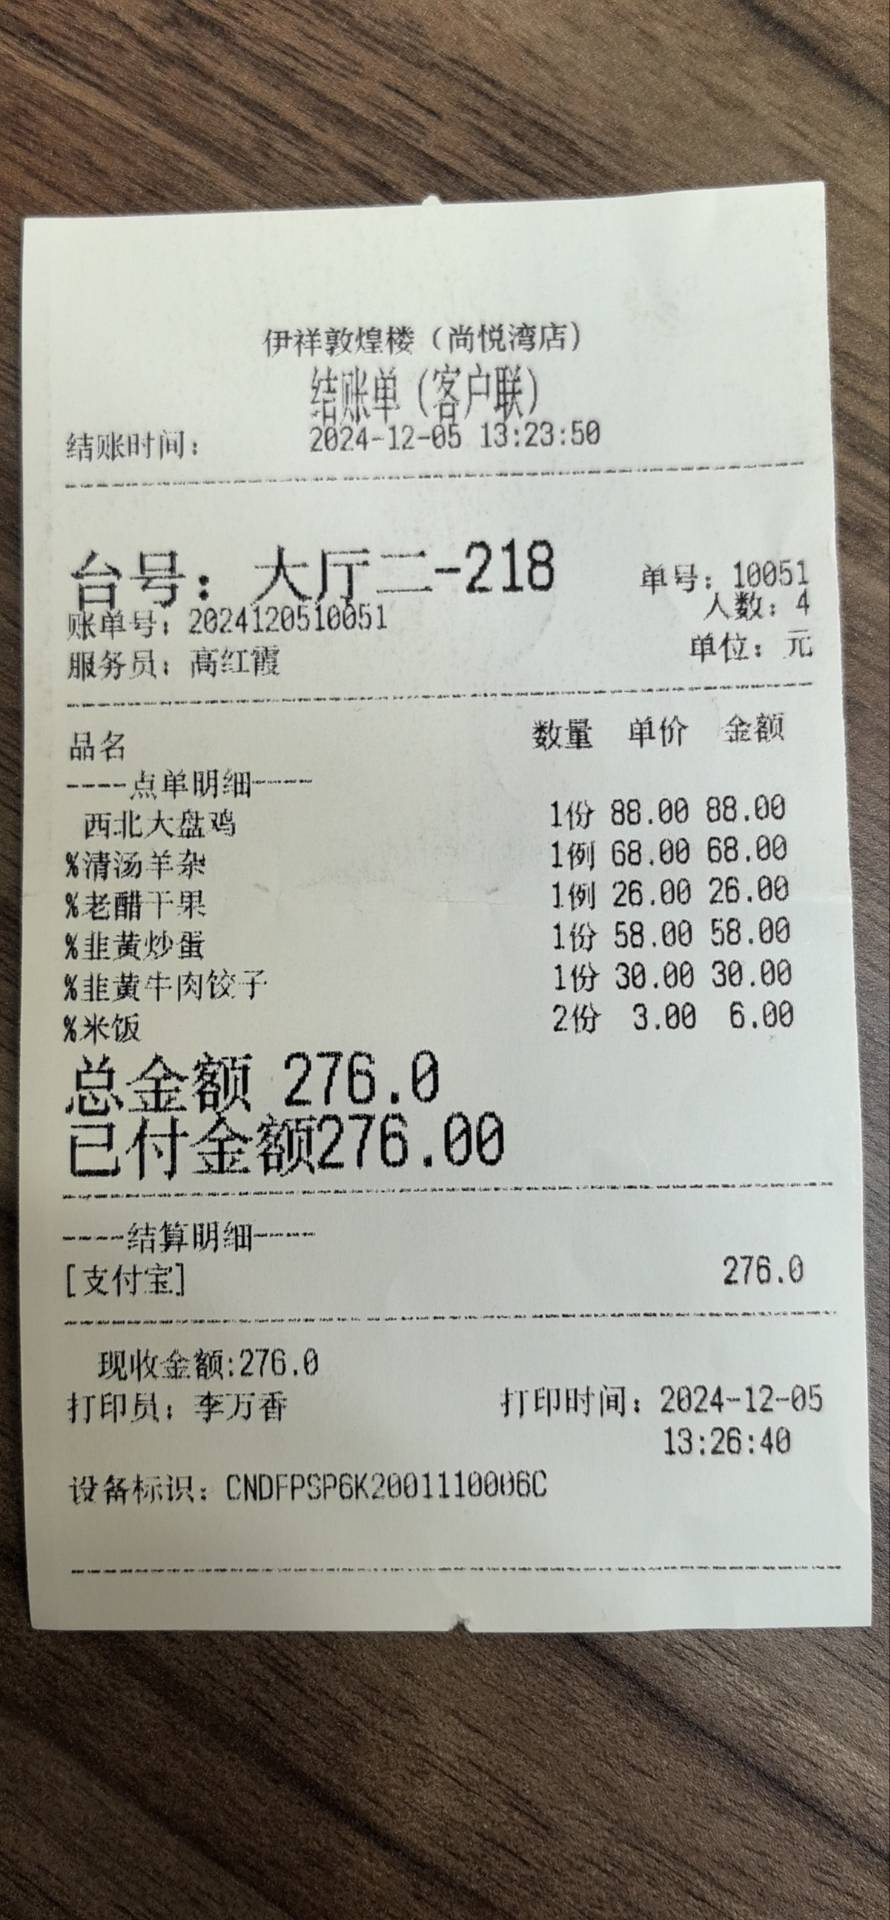 伊祥敦煌楼（尚悦湾店）
结账单（客户联）
结账时间： 2024-12-05 13:23:50
台号：大厅二-218 单号：10051
账单号：2024120510051 人数：4
服务员：高红霞 单位：元
品名 数量 单价 金额
----点单明细----
西北大盘鸡 1份 88.00 88.00
%清汤羊杂 1例 68.00 68.00
%老醋干果 1例 26.00 26.00
%韭黄炒蛋 1份 58.00 58.00
%韭黄牛肉饺子 1份 30.00 30.00
%米饭 2份 3.00 6.00
总金额 276.0
已付金额276.00
----结算明细----
[支付宝] 276.0
现收金额:276.0
打印员：李万香 打印时间：2024-12-05
13:26:40
设备标识：CNDFPSP6K2001110006C